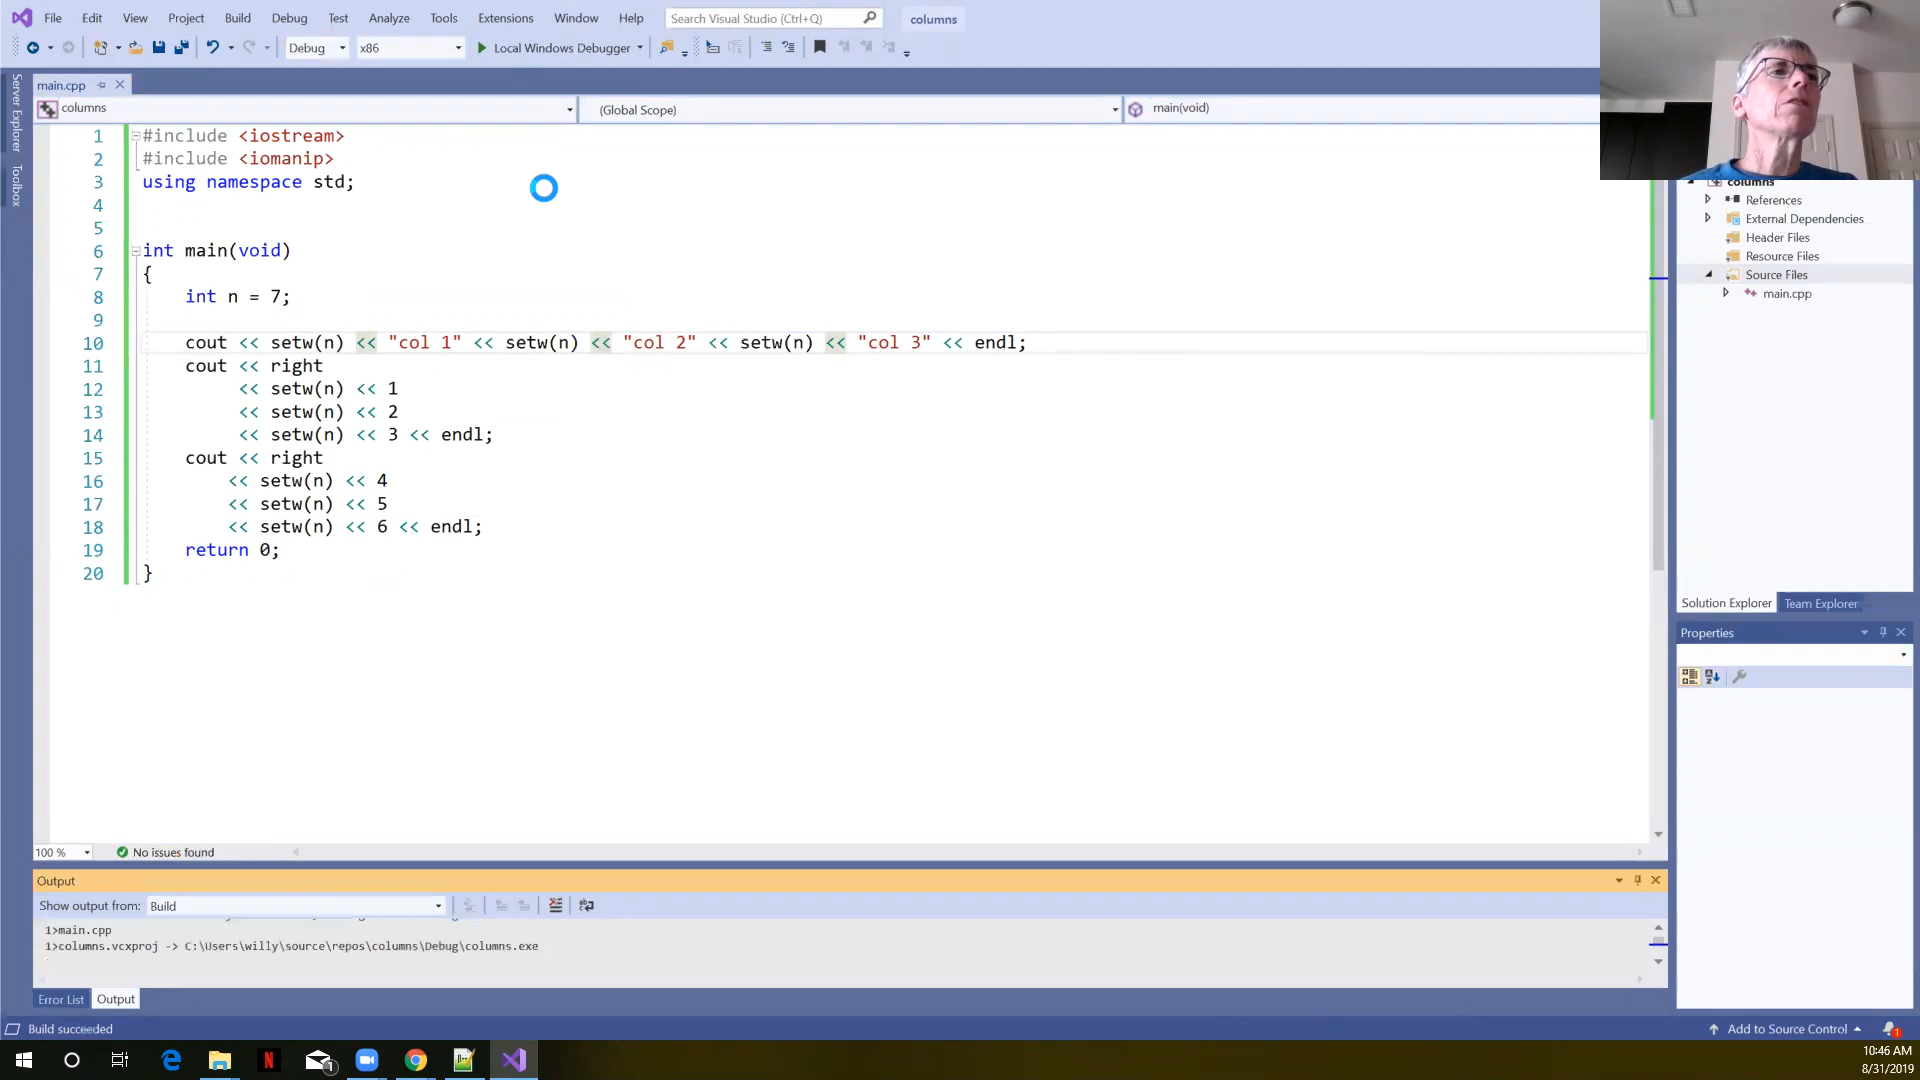 File Edit View Project Build Debug Test Analyze Tools Extensions Window Help Search Visual Studio (Ctrl+Q) columns
Debug x86 Local Windows Debugger
Server Explorer
Toolbox
main.cpp
columns (Global Scope) main(void)
1 #include <iostream>
2 #include <iomanip>
3 using namespace std;
4
5
6 int main(void)
7 {
8 int n = 7;
9
10 cout << setw(n) << "col 1" << setw(n) << "col 2" << setw(n) << "col 3" << endl;
11 cout << right
12 << setw(n) << 1
13 << setw(n) << 2
14 << setw(n) << 3 << endl;
15 cout << right
16 << setw(n) << 4
17 << setw(n) << 5
18 << setw(n) << 6 << endl;
19 return 0;
20 }
columns
References
External Dependencies
Header Files
Resource Files
Source Files
main.cpp
Solution Explorer Team Explorer
Properties
100 % No issues found
Output
Show output from: Build
1>main.cpp
1>columns.vcxproj -> C:\Users\willy\source\repos\columns\Debug\columns.exe
Error List Output
Build succeeded
Add to Source Control 1
1
10:46 AM
8/31/2019